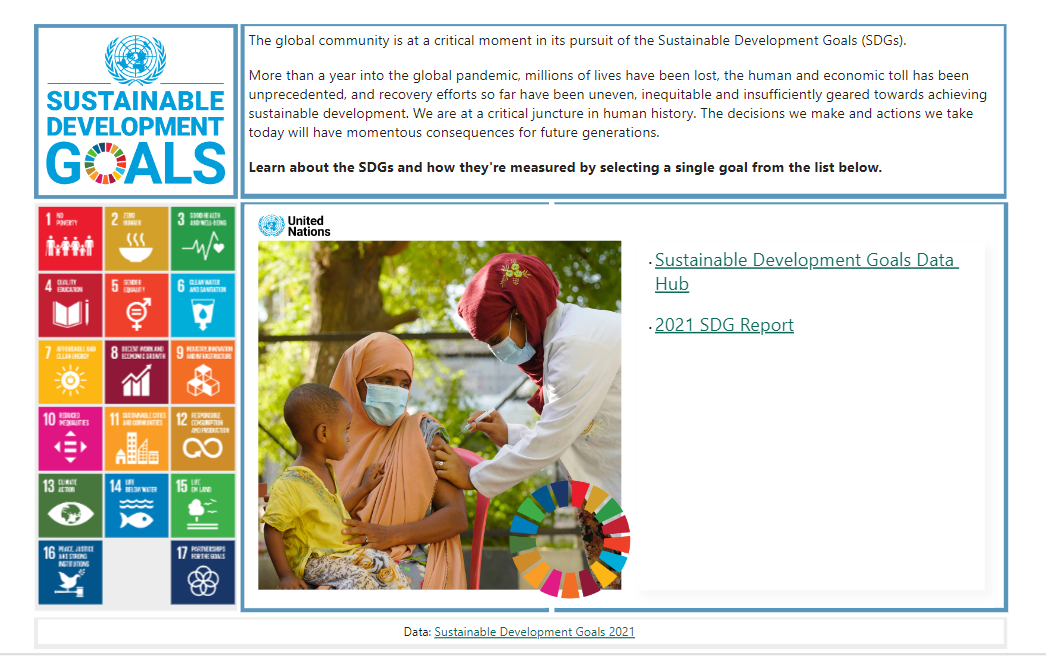 SUSTAINABLE
DEVELOPMENT
GOALS
The global community is at a critical moment in its pursuit of the Sustainable Development Goals (SDGs).
More than a year into the global pandemic, millions of lives have been lost, the human and economic toll has been
unprecedented, and recovery efforts so far have been uneven, inequitable and insufficiently geared towards achieving
sustainable development. We are at a critical juncture in human history. The decisions we make and actions we take
today will have momentous consequences for future generations.
Learn about the SDGs and how they're measured by selecting a single goal from the list below.
1 NO
POVERTY
2 ZERO
HUNGER
3 GOOD HEALTH
AND WELL-BEING
4 QUALITY
EDUCATION
5 GENDER
EQUALITY
6 CLEAN WATER
AND SANITATION
7 AFFORDABLE AND
CLEAN ENERGY
8 DECENT WORK AND
ECONOMIC GROWTH
9 INDUSTRY, INNOVATION
AND INFRASTRUCTURE
10 REDUCED
INEQUALITIES
11 SUSTAINABLE CITIES
AND COMMUNITIES
12 RESPONSIBLE
CONSUMPTION
AND PRODUCTION
13 CLIMATE
ACTION
14 LIFE
BELOW WATER
15 LIFE
ON LAND
16 PEACE, JUSTICE
AND STRONG
INSTITUTIONS
17 PARTNERSHIPS
FOR THE GOALS
United
Nations
· Sustainable Development Goals Data
Hub
· 2021 SDG Report
Data: Sustainable Development Goals 2021